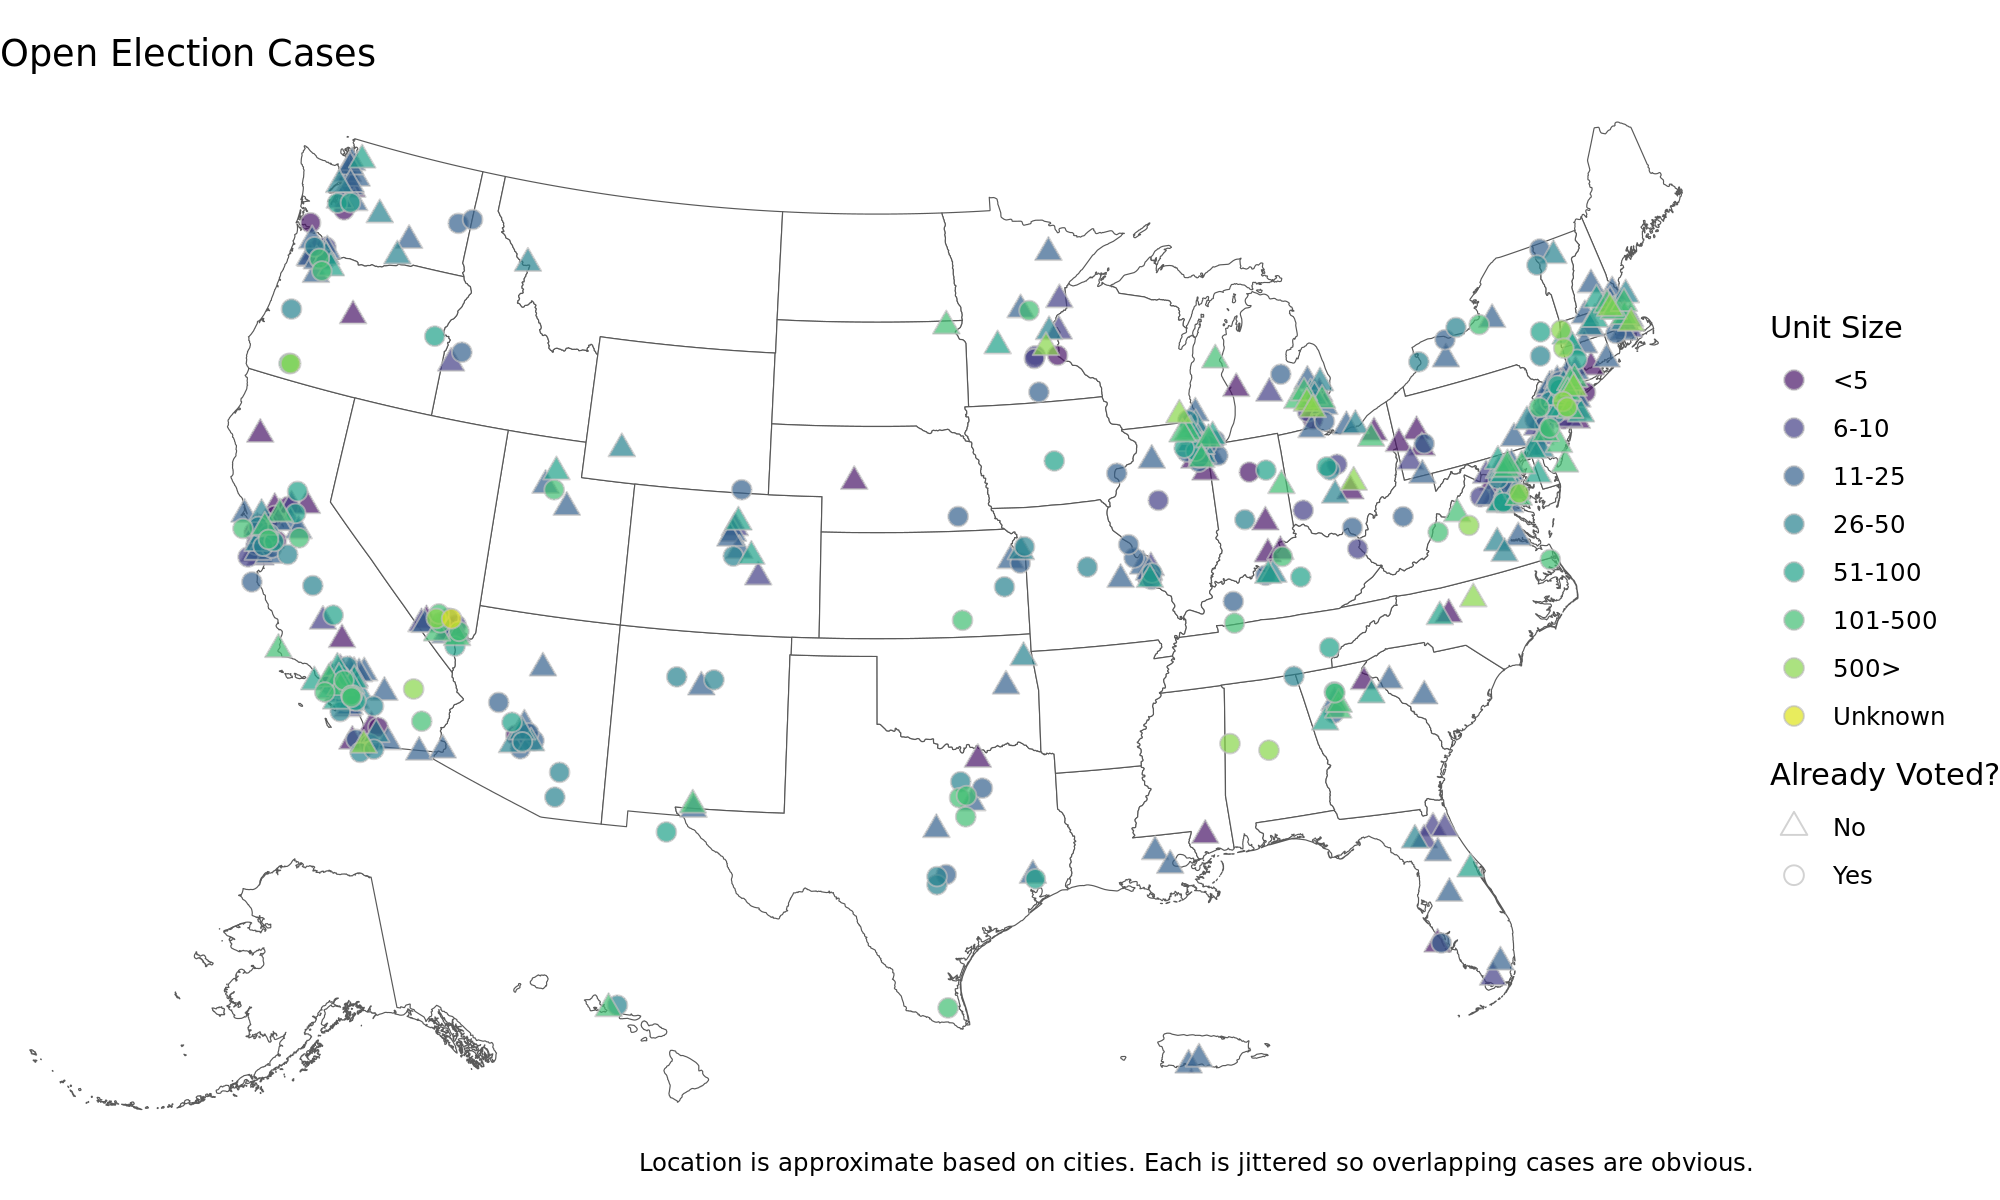 Open Election Cases
Unit Size
<5
6-10
11-25
26-50
51-100
101-500
500>
Unknown
Already Voted?
No
Yes
Location is approximate based on cities. Each is jittered so overlapping cases are obvious.